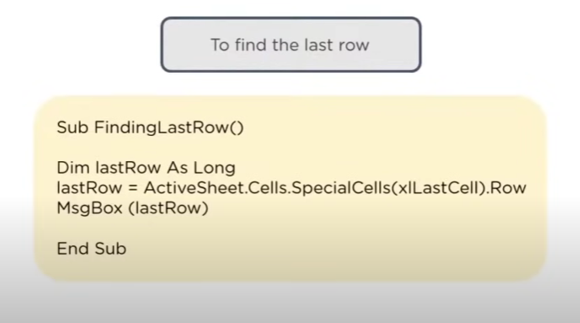 To find the last row
Sub FindingLastRow()
Dim lastRow As Long
lastRow = ActiveSheet.Cells.SpecialCells(xlLastCell).Row
MsgBox (lastRow)
End Sub